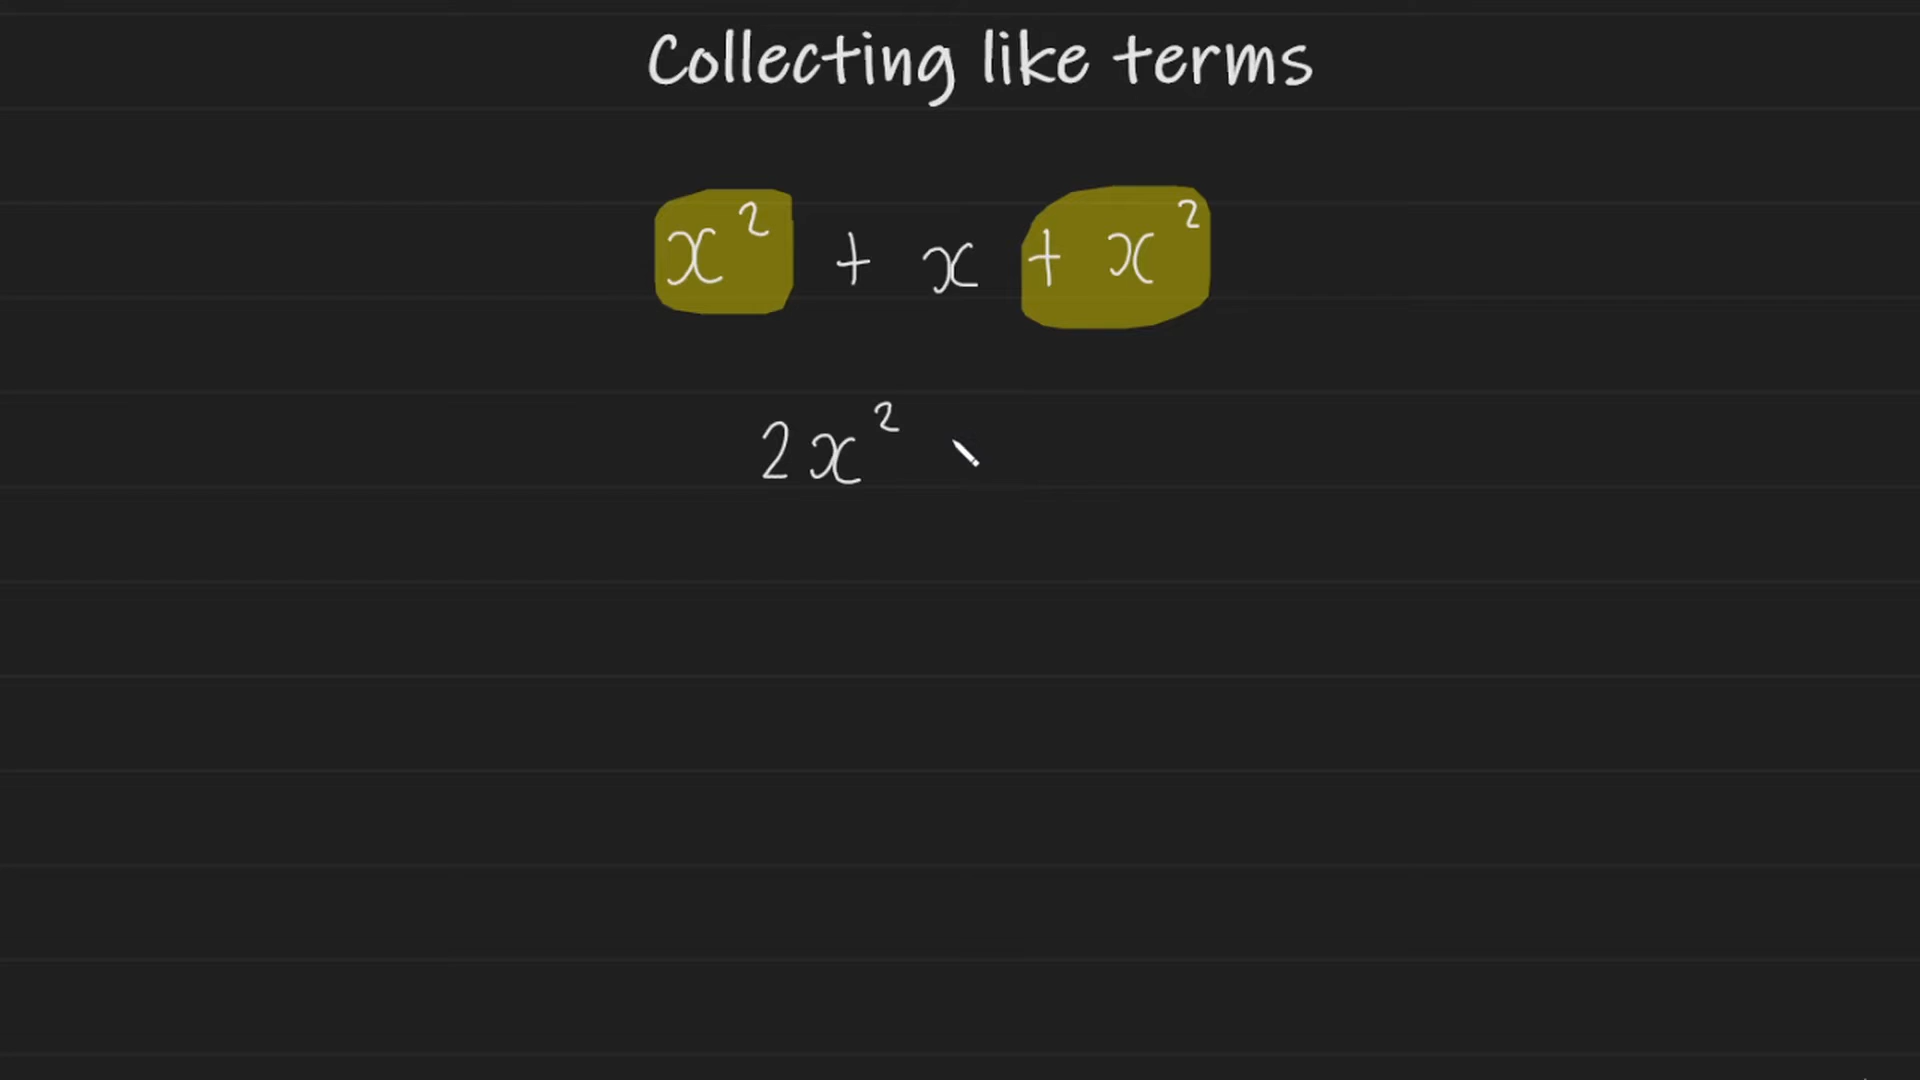 Collecting like terms
x² + x + x²
2x²